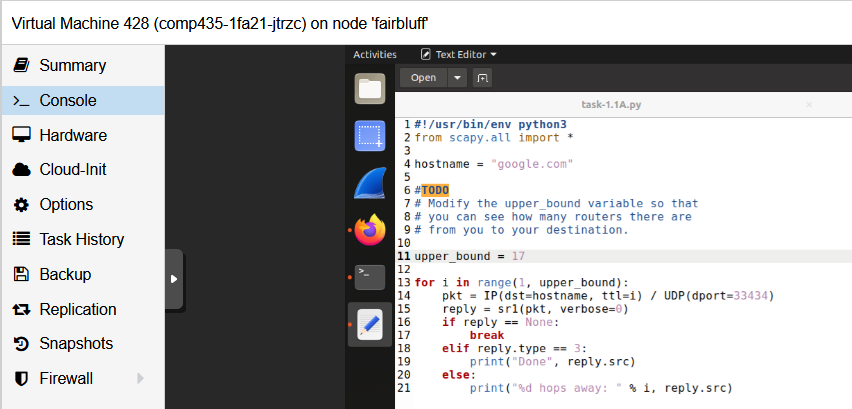 Virtual Machine 428 (comp435-1fa21-jtrzc) on node 'fairbluff'
Summary
Console
Hardware
Cloud-Init
Options
Task History
Backup
Replication
Snapshots
Firewall
Activities Text Editor
Open
task-1.1A.py
1 #!/usr/bin/env python3
2 from scapy.all import *
3
4 hostname = "google.com"
5
6 #TODO
7 # Modify the upper_bound variable so that
8 # you can see how many routers there are
9 # from you to your destination.
10
11 upper_bound = 17
12
13 for i in range(1, upper_bound):
14     pkt = IP(dst=hostname, ttl=i) / UDP(dport=33434)
15     reply = sr1(pkt, verbose=0)
16     if reply == None:
17         break
18     elif reply.type == 3:
19         print("Done", reply.src)
20     else:
21         print("%d hops away: " % i, reply.src)